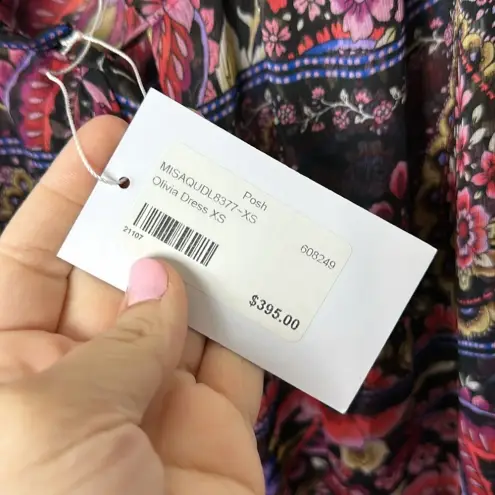 Posh
MISAQUDL8377-XS
Olivia Dress XS
608249
21107
$395.00